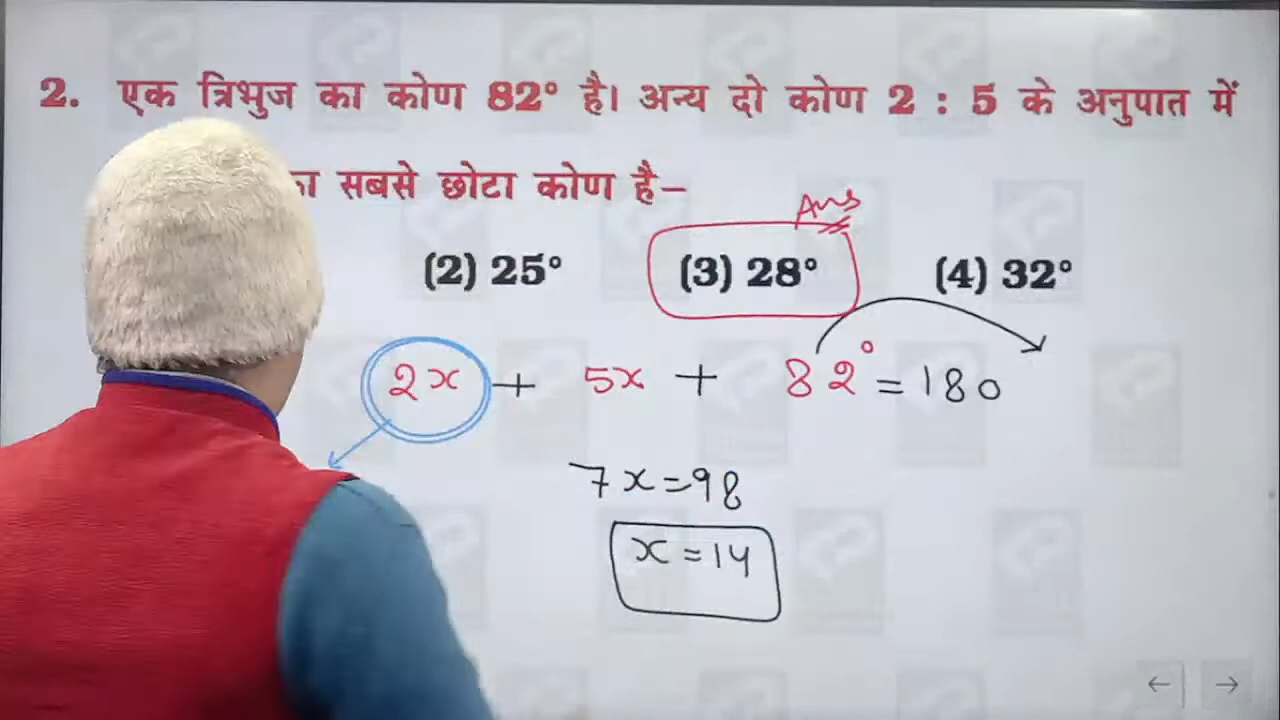 2. एक त्रिभुज का कोण 82° है। अन्य दो कोण 2 : 5 के अनुपात में
सबसे छोटा कोण है–
Ans
(2) 25° (3) 28° (4) 32°
2x + 5x + 82° = 180
7x = 98
x = 14